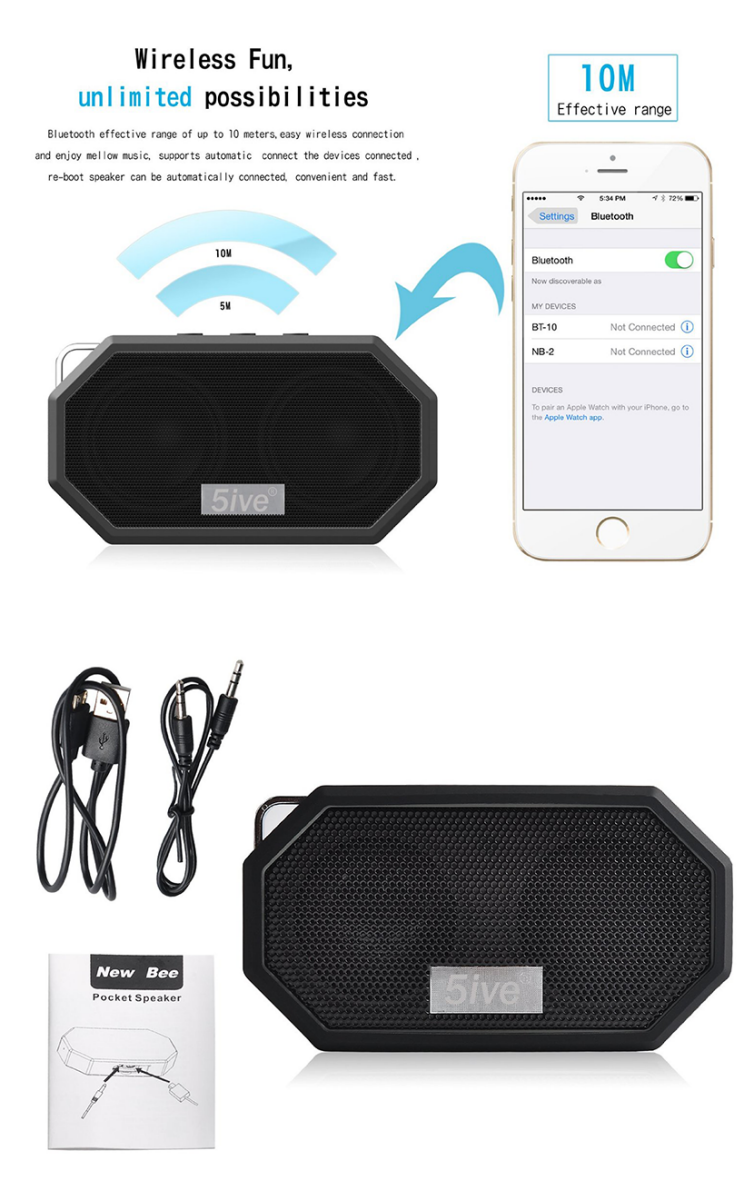 Wireless Fun,
unlimited possibilities
Bluetooth effective range of up to 10 meters,easy wireless connection
and enjoy mellow music, supports automatic connect the devices connected ,
re-boot speaker can be automatically connected, convenient and fast.
10M
Effective range
10M
5M
5ive®
5:34 PM
72%
Settings
Bluetooth
Bluetooth
Now discoverable as
MY DEVICES
BT-10 Not Connected
NB-2 Not Connected
DEVICES
To pair an Apple Watch with your iPhone, go to
the Apple Watch app.
New Bee
Pocket Speaker
5ive